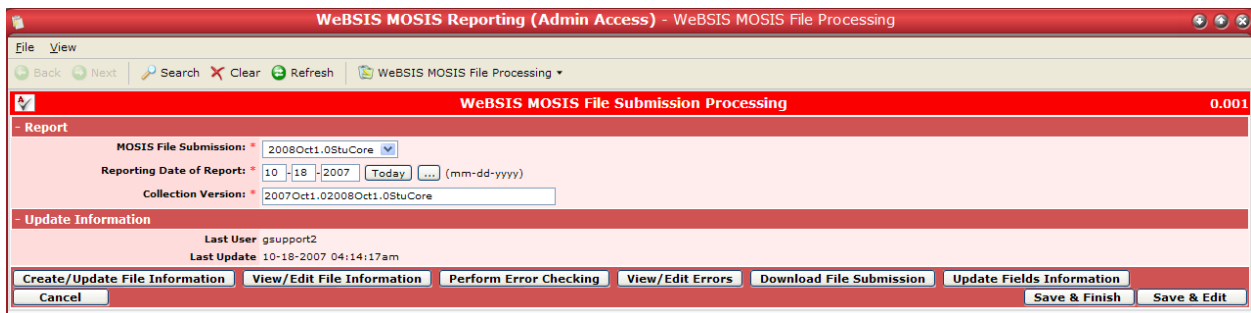 WeBSIS MOSIS Reporting (Admin Access) - WeBSIS MOSIS File Processing
File View
Back Next Search Clear Refresh WeBSIS MOSIS File Processing
WeBSIS MOSIS File Submission Processing 0.001
- Report
MOSIS File Submission: * 2008Oct1.0StuCore
Reporting Date of Report: * 10 - 18 - 2007 Today ... (mm-dd-yyyy)
Collection Version: * 2007Oct1.02008Oct1.0StuCore
- Update Information
Last User gsupport2
Last Update 10-18-2007 04:14:17am
Create/Update File Information View/Edit File Information Perform Error Checking View/Edit Errors Download File Submission Update Fields Information
Cancel Save & Finish Save & Edit